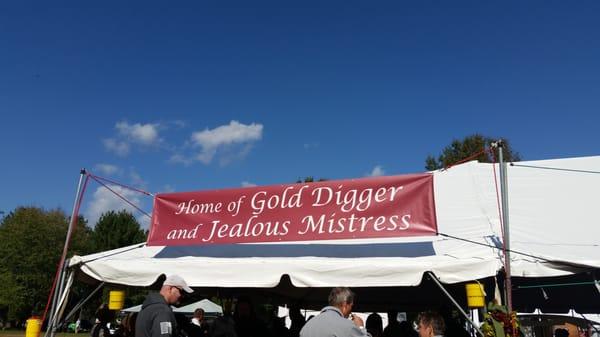 Home of Gold Digger
and Jealous Mistress